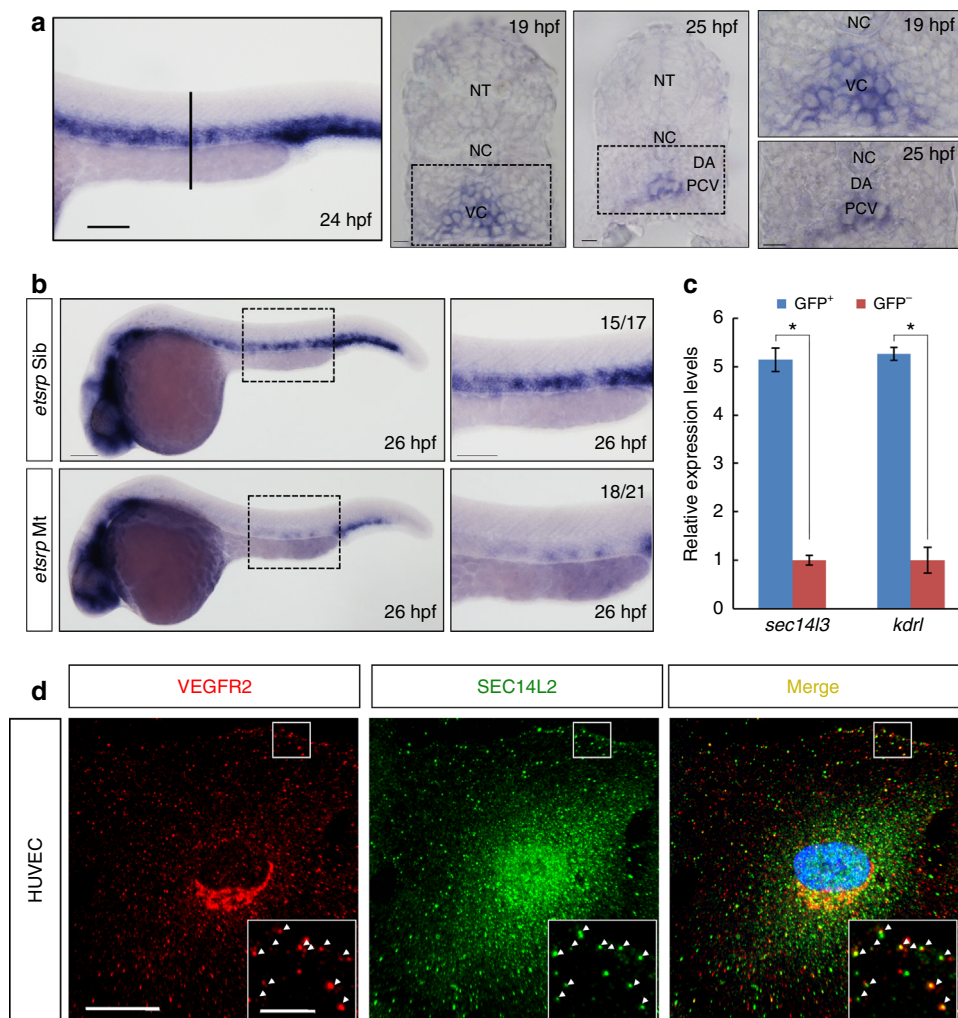 a
24 hpf
19 hpf
NT
NC
VC
25 hpf
NT
NC
DA
PCV
NC
19 hpf
VC
NC
25 hpf
DA
PCV
b
etsrp Sib
26 hpf
15/17
26 hpf
etsrp Mt
26 hpf
18/21
26 hpf
c
GFP⁺ GFP⁻
Relative expression levels
6
5
4
3
2
1
0
*
*
sec14l3 kdrl
d
VEGFR2
SEC14L2
Merge
HUVEC